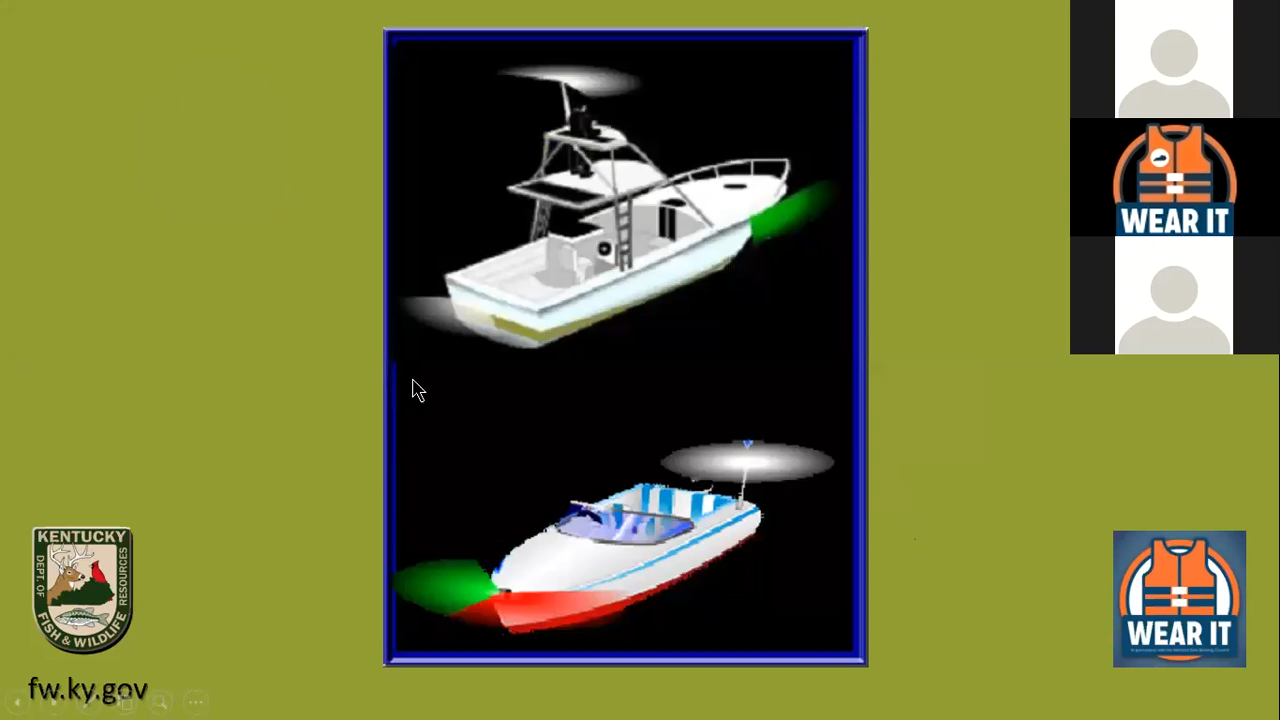 WEAR IT
KENTUCKY
DEPT. OF
FISH & WILDLIFE
RESOURCES
fw.ky.gov
WEAR IT